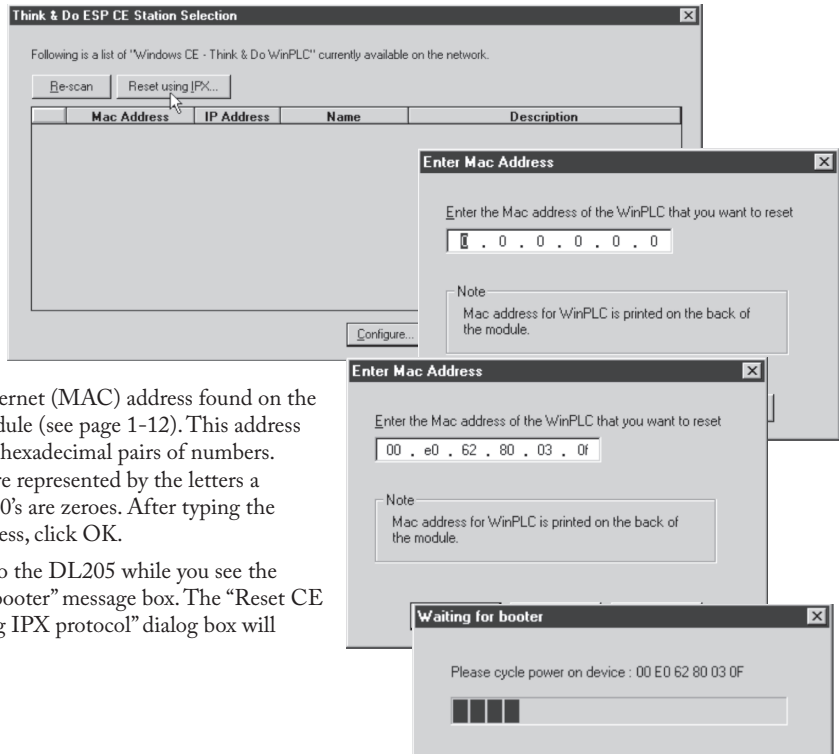 Think & Do ESP CE Station Selection
Following is a list of "Windows CE - Think & Do WinPLC" currently available on the network.
Re-scan
Reset using IPX...
Mac Address
IP Address
Name
Description
Configure...
Enter Mac Address
Enter the Mac address of the WinPLC that you want to reset
0 . 0 . 0 . 0 . 0 . 0
Note
Mac address for WinPLC is printed on the back of
the module.
ernet (MAC) address found on the
dule (see page 1-12). This address
hexadecimal pairs of numbers.
re represented by the letters a
0's are zeroes. After typing the
ess, click OK.
o the DL205 while you see the
booter" message box. The "Reset CE
g IPX protocol" dialog box will
Enter Mac Address
Enter the Mac address of the WinPLC that you want to reset
00 . e0 . 62 . 80 . 03 . 0f
Note
Mac address for WinPLC is printed on the back of
the module.
Waiting for booter
Please cycle power on device : 00 E0 62 80 03 0F